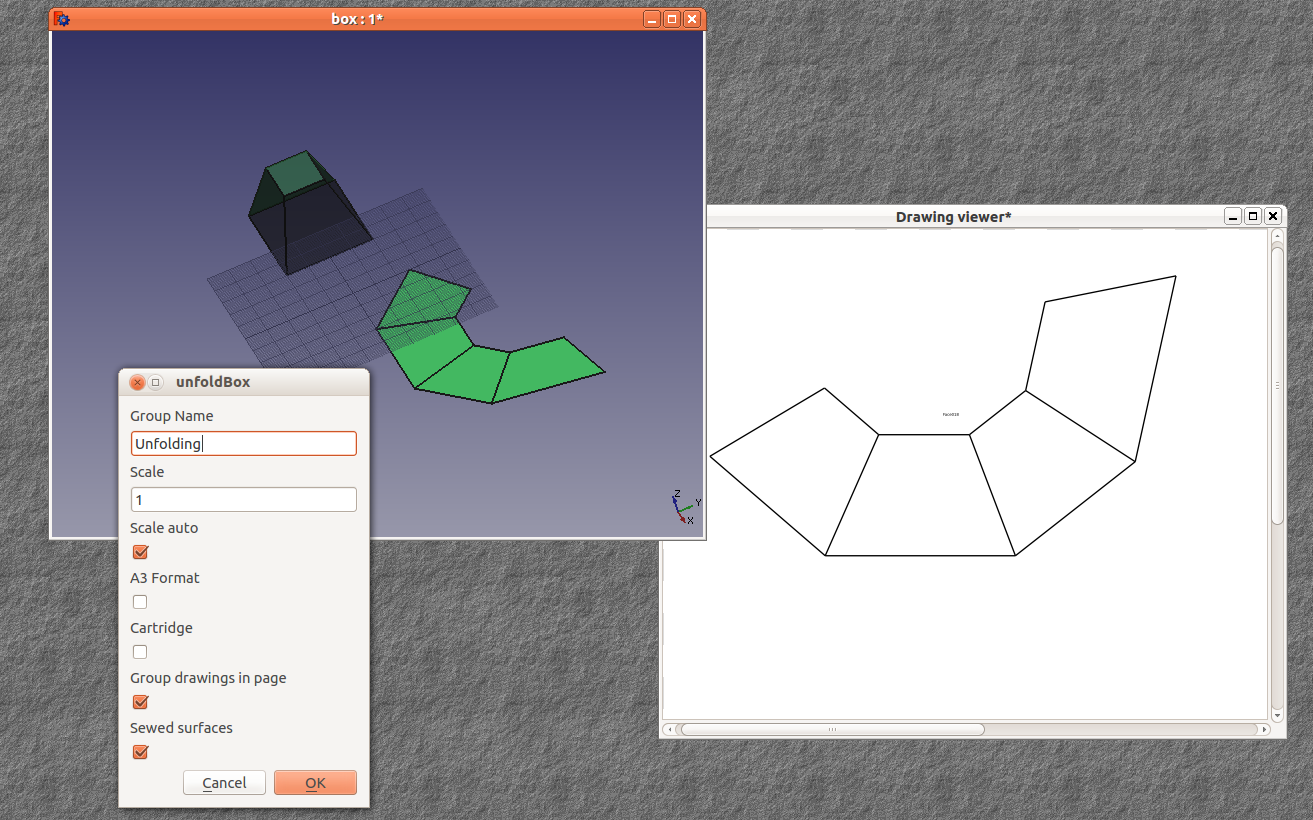 box : 1*
Z
Y
X
Drawing viewer*
unfoldBox
Group Name
Unfolding
Scale
1
Scale auto
A3 Format
Cartridge
Group drawings in page
Sewed surfaces
Cancel
OK